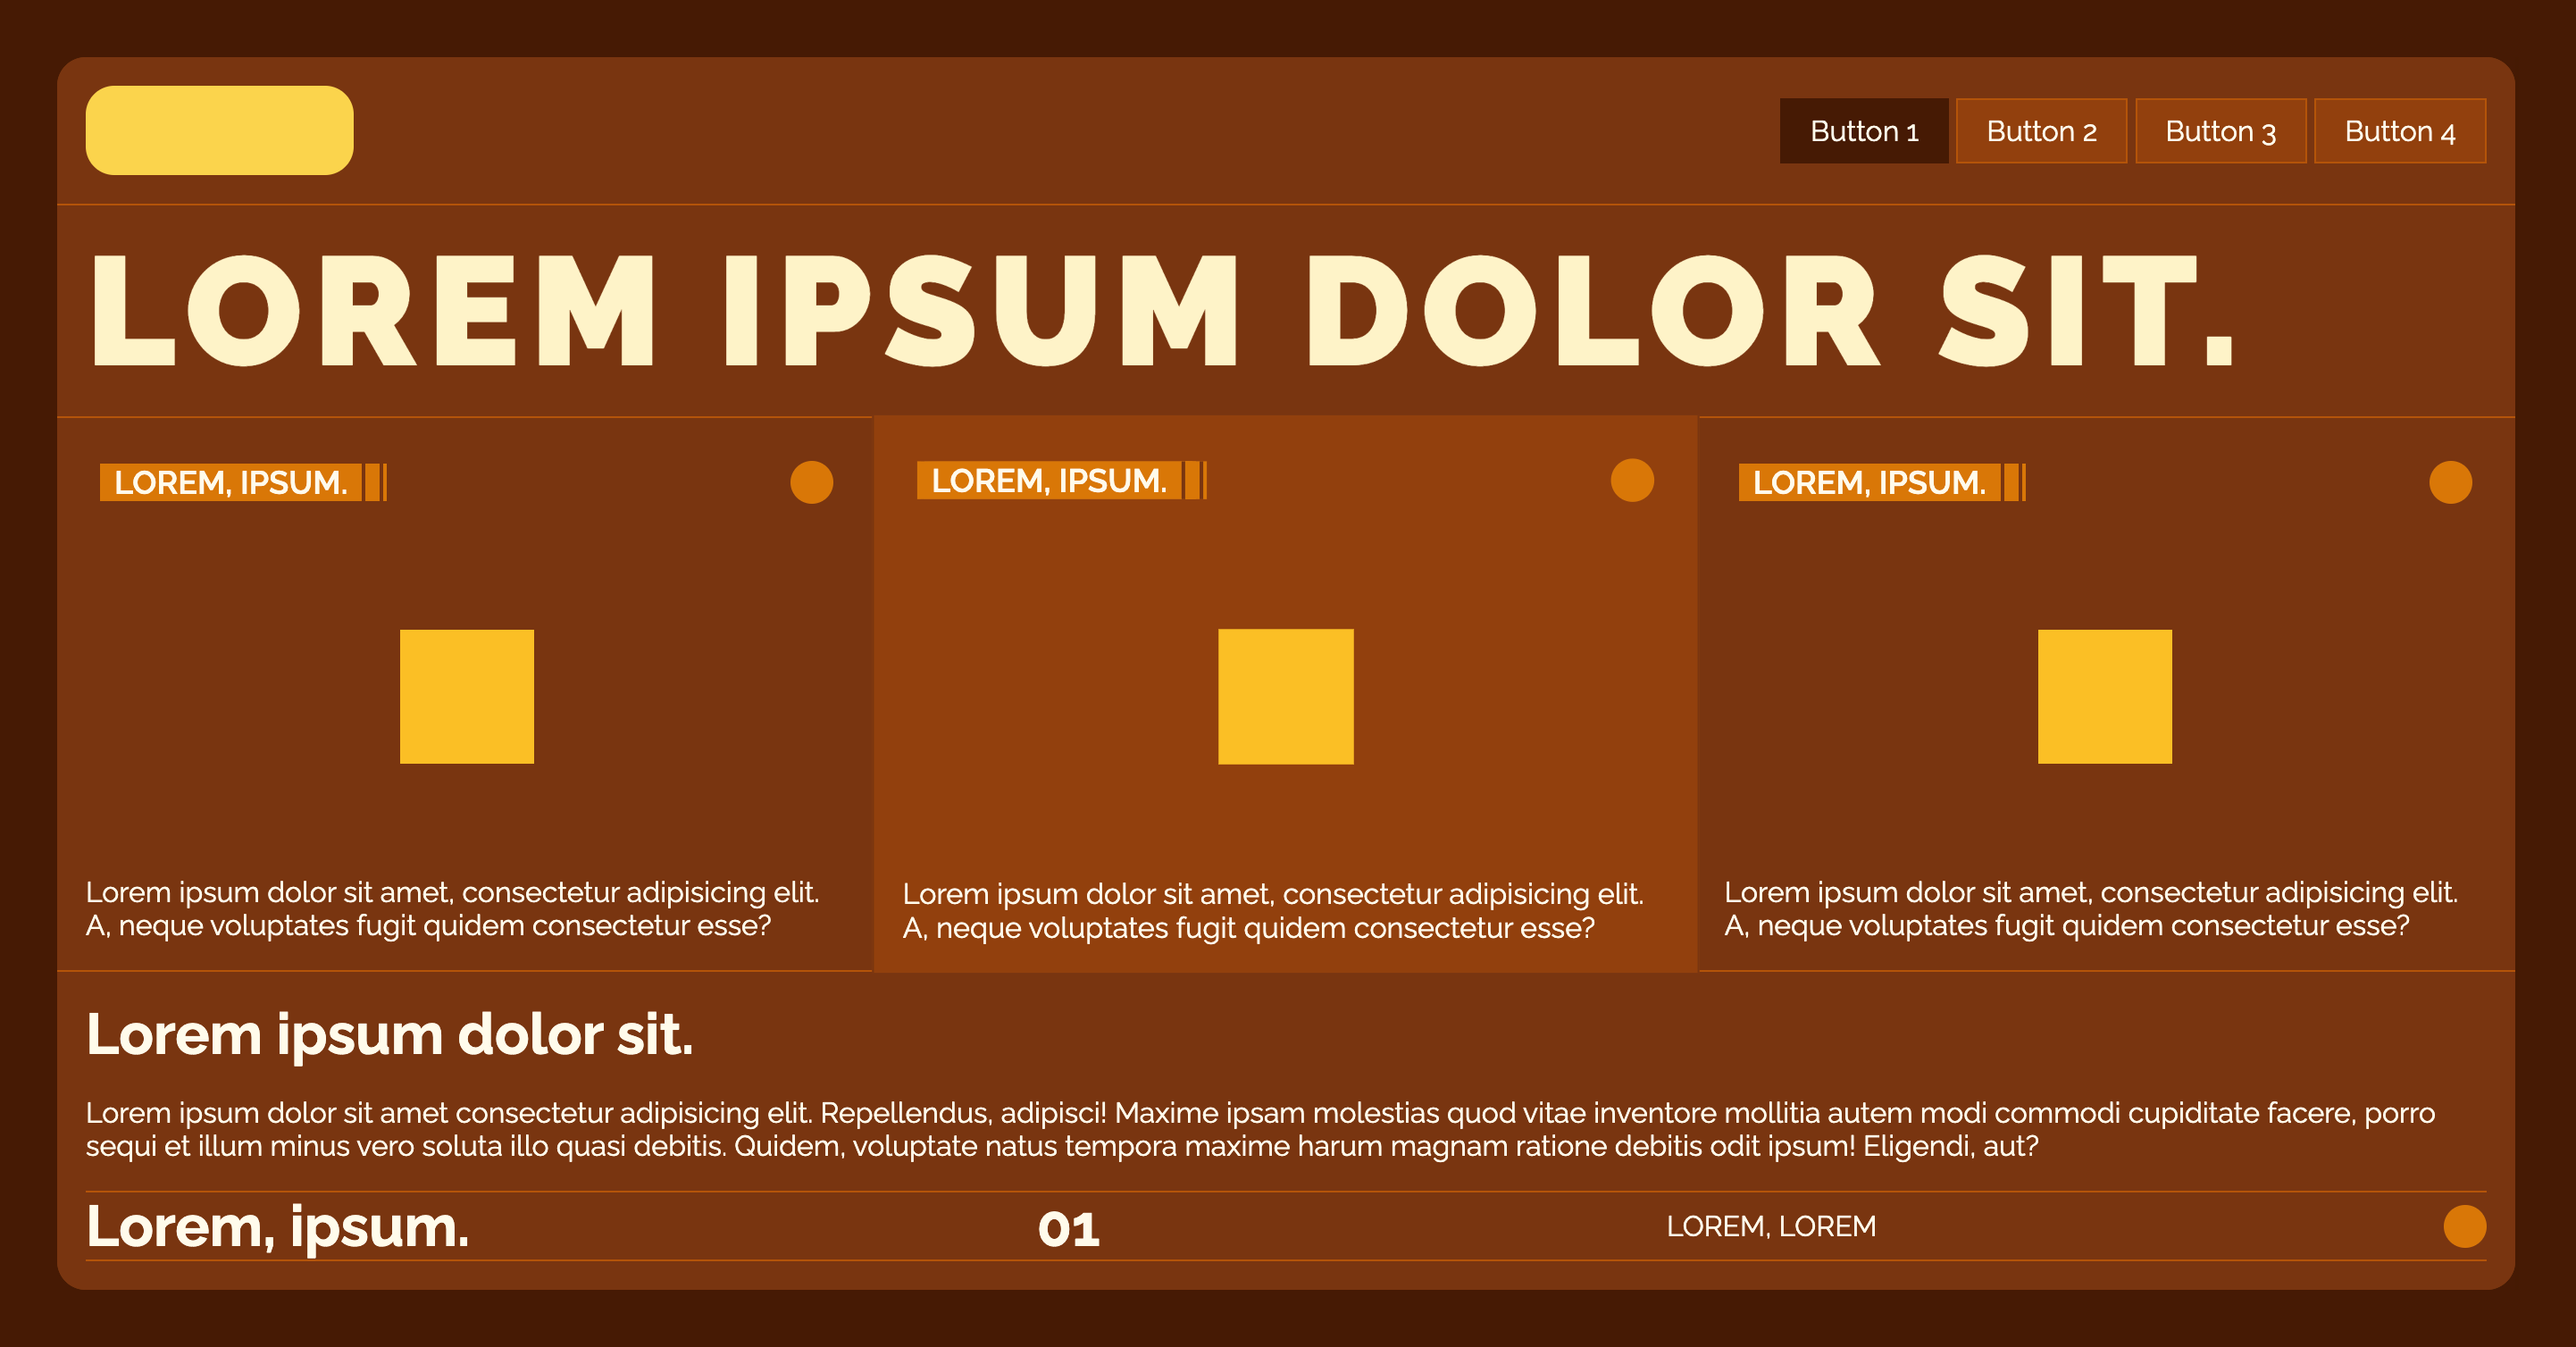 Button 1
Button 2
Button 3
Button 4
LOREM IPSUM DOLOR SIT.
LOREM, IPSUM.
Lorem ipsum dolor sit amet, consectetur adipisicing elit.
A, neque voluptates fugit quidem consectetur esse?
LOREM, IPSUM.
Lorem ipsum dolor sit amet, consectetur adipisicing elit.
A, neque voluptates fugit quidem consectetur esse?
LOREM, IPSUM.
Lorem ipsum dolor sit amet, consectetur adipisicing elit.
A, neque voluptates fugit quidem consectetur esse?
Lorem ipsum dolor sit.
Lorem ipsum dolor sit amet consectetur adipisicing elit. Repellendus, adipisci! Maxime ipsam molestias quod vitae inventore mollitia autem modi commodi cupiditate facere, porro
sequi et illum minus vero soluta illo quasi debitis. Quidem, voluptate natus tempora maxime harum magnam ratione debitis odit ipsum! Eligendi, aut?
Lorem, ipsum.
01
LOREM, LOREM